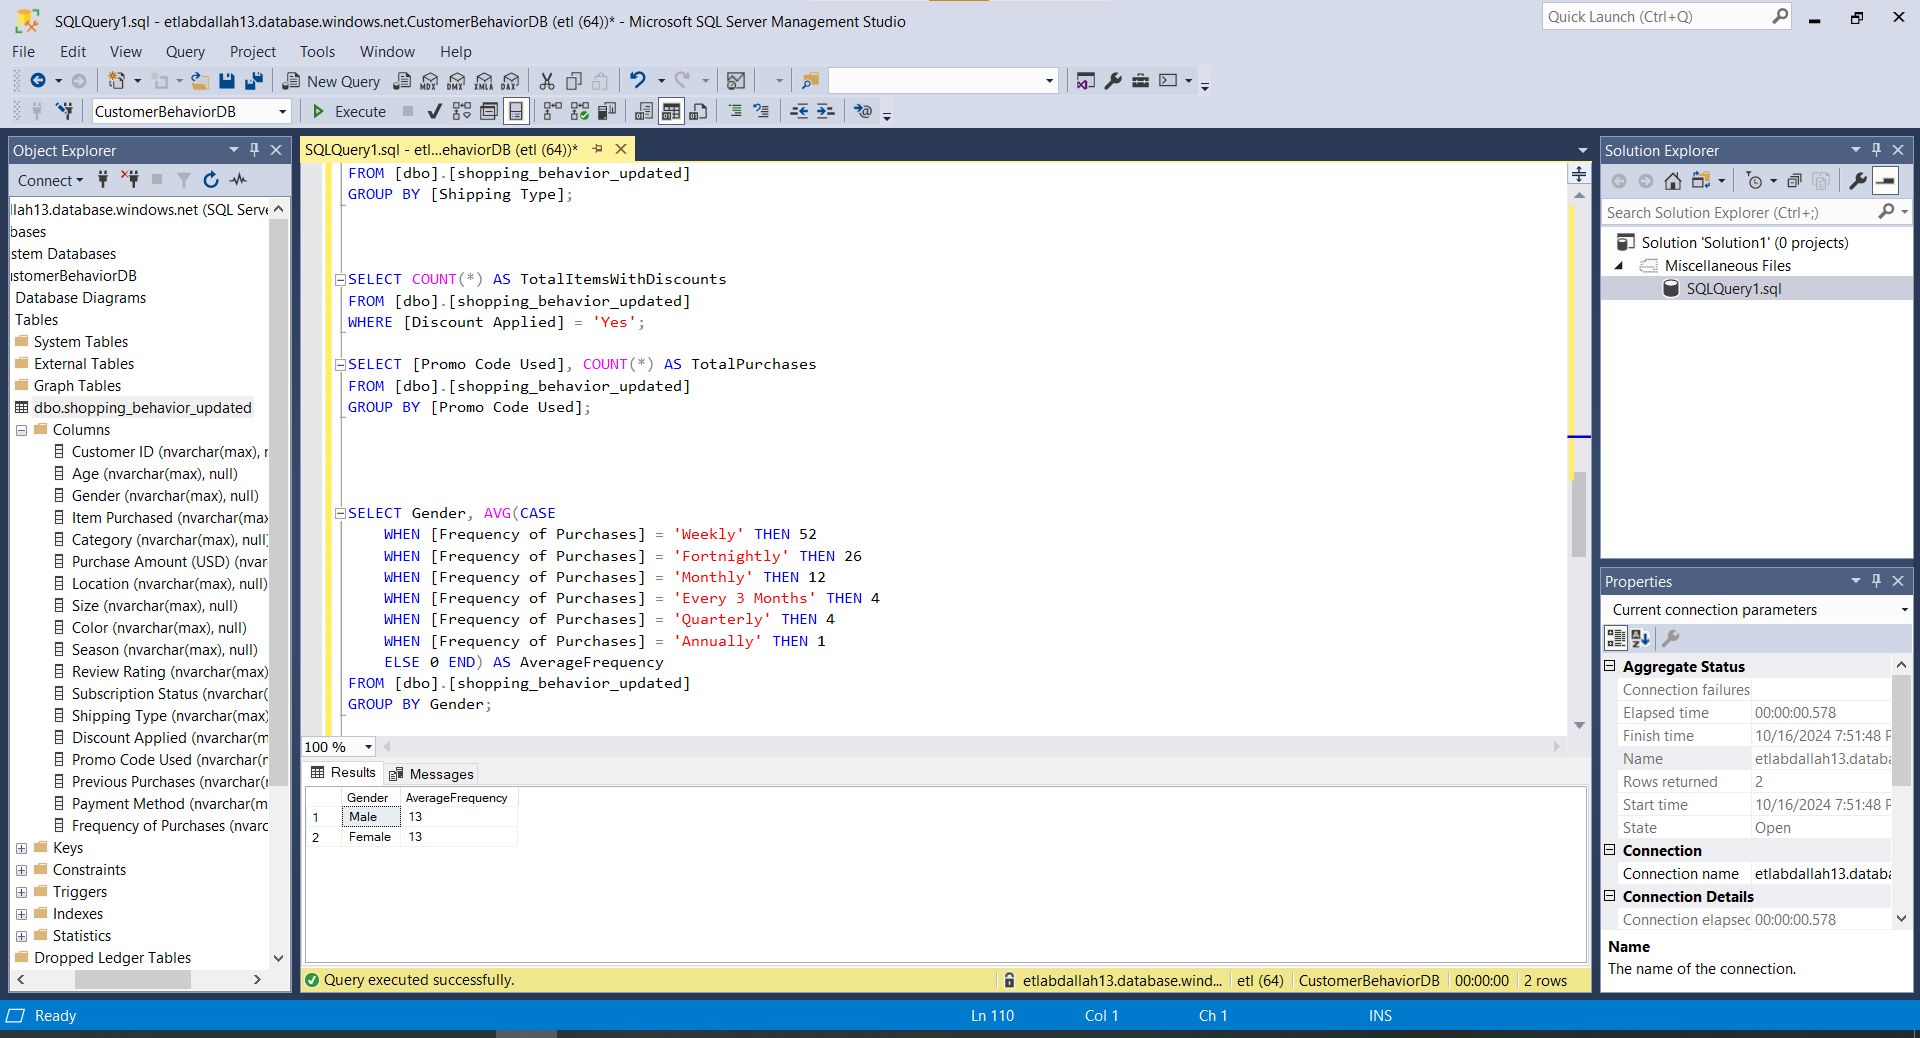 SQLQuery1.sql - etlabdallah13.database.windows.net.CustomerBehaviorDB (etl (64))* - Microsoft SQL Server Management Studio
Quick Launch (Ctrl+Q)
File Edit View Query Project Tools Window Help
New Query
MDX DMX XMLA DAX
CustomerBehaviorDB
Execute
Object Explorer
Connect
llah13.database.windows.net (SQL Serve
bases
stem Databases
ustomerBehaviorDB
Database Diagrams
Tables
System Tables
External Tables
Graph Tables
dbo.shopping_behavior_updated
Columns
Customer ID (nvarchar(max), n
Age (nvarchar(max), null)
Gender (nvarchar(max), null)
Item Purchased (nvarchar(max
Category (nvarchar(max), null)
Purchase Amount (USD) (nvar
Location (nvarchar(max), null)
Size (nvarchar(max), null)
Color (nvarchar(max), null)
Season (nvarchar(max), null)
Review Rating (nvarchar(max)
Subscription Status (nvarchar(
Shipping Type (nvarchar(max)
Discount Applied (nvarchar(m
Promo Code Used (nvarchar(n
Previous Purchases (nvarchar(n
Payment Method (nvarchar(m
Frequency of Purchases (nvarc
Keys
Constraints
Triggers
Indexes
Statistics
Dropped Ledger Tables
SQLQuery1.sql - etl...ehaviorDB (etl (64))*
FROM [dbo].[shopping_behavior_updated]
GROUP BY [Shipping Type];
SELECT COUNT(*) AS TotalItemsWithDiscounts
FROM [dbo].[shopping_behavior_updated]
WHERE [Discount Applied] = 'Yes';
SELECT [Promo Code Used], COUNT(*) AS TotalPurchases
FROM [dbo].[shopping_behavior_updated]
GROUP BY [Promo Code Used];
SELECT Gender, AVG(CASE
WHEN [Frequency of Purchases] = 'Weekly' THEN 52
WHEN [Frequency of Purchases] = 'Fortnightly' THEN 26
WHEN [Frequency of Purchases] = 'Monthly' THEN 12
WHEN [Frequency of Purchases] = 'Every 3 Months' THEN 4
WHEN [Frequency of Purchases] = 'Quarterly' THEN 4
WHEN [Frequency of Purchases] = 'Annually' THEN 1
ELSE 0 END) AS AverageFrequency
FROM [dbo].[shopping_behavior_updated]
GROUP BY Gender;
100 %
Results Messages
Gender AverageFrequency
1 Male 13
2 Female 13
Query executed successfully.
etlabdallah13.database.wind... etl (64) CustomerBehaviorDB 00:00:00 2 rows
Solution Explorer
Search Solution Explorer (Ctrl+;)
Solution 'Solution1' (0 projects)
Miscellaneous Files
SQLQuery1.sql
Properties
Current connection parameters
Aggregate Status
Connection failures
Elapsed time 00:00:00.578
Finish time 10/16/2024 7:51:48 P
Name etlabdallah13.databa
Rows returned 2
Start time 10/16/2024 7:51:48 P
State Open
Connection
Connection name etlabdallah13.databa
Connection Details
Connection elapsec 00:00:00.578
Name
The name of the connection.
Ready Ln 110 Col 1 Ch 1 INS